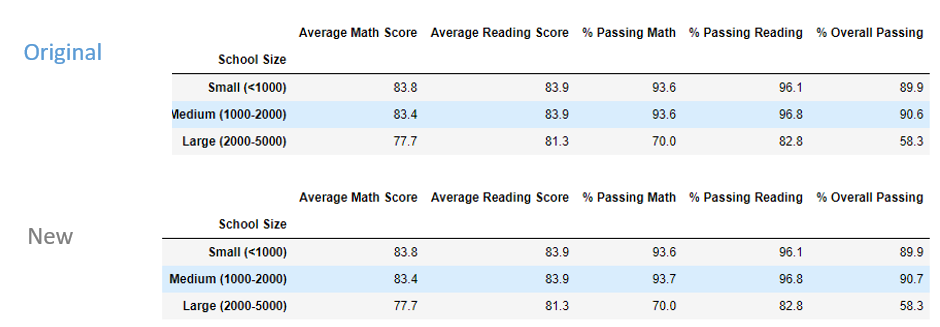 Original
Average Math Score Average Reading Score % Passing Math % Passing Reading % Overall Passing
School Size
Small (<1000) 83.8 83.9 93.6 96.1 89.9
Medium (1000-2000) 83.4 83.9 93.6 96.8 90.6
Large (2000-5000) 77.7 81.3 70.0 82.8 58.3
New
Average Math Score Average Reading Score % Passing Math % Passing Reading % Overall Passing
School Size
Small (<1000) 83.8 83.9 93.6 96.1 89.9
Medium (1000-2000) 83.4 83.9 93.7 96.8 90.7
Large (2000-5000) 77.7 81.3 70.0 82.8 58.3